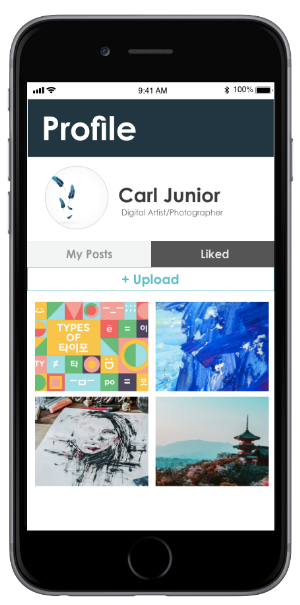 9:41 AM
100%
Profile
Carl Junior
Digital Artist/Photographer
My Posts
Liked
+ Upload
TYPES
OF
타이포